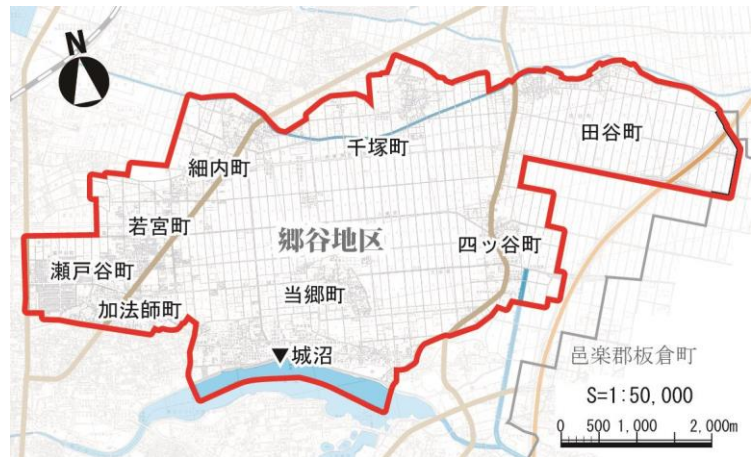 N
田谷町
千塚町
細内町
若宮町
郷谷地区
四ッ谷町
瀬戸谷町
当郷町
加法師町
▼城沼
邑楽郡板倉町
S=1:50,000
0 500 1,000 2,000m